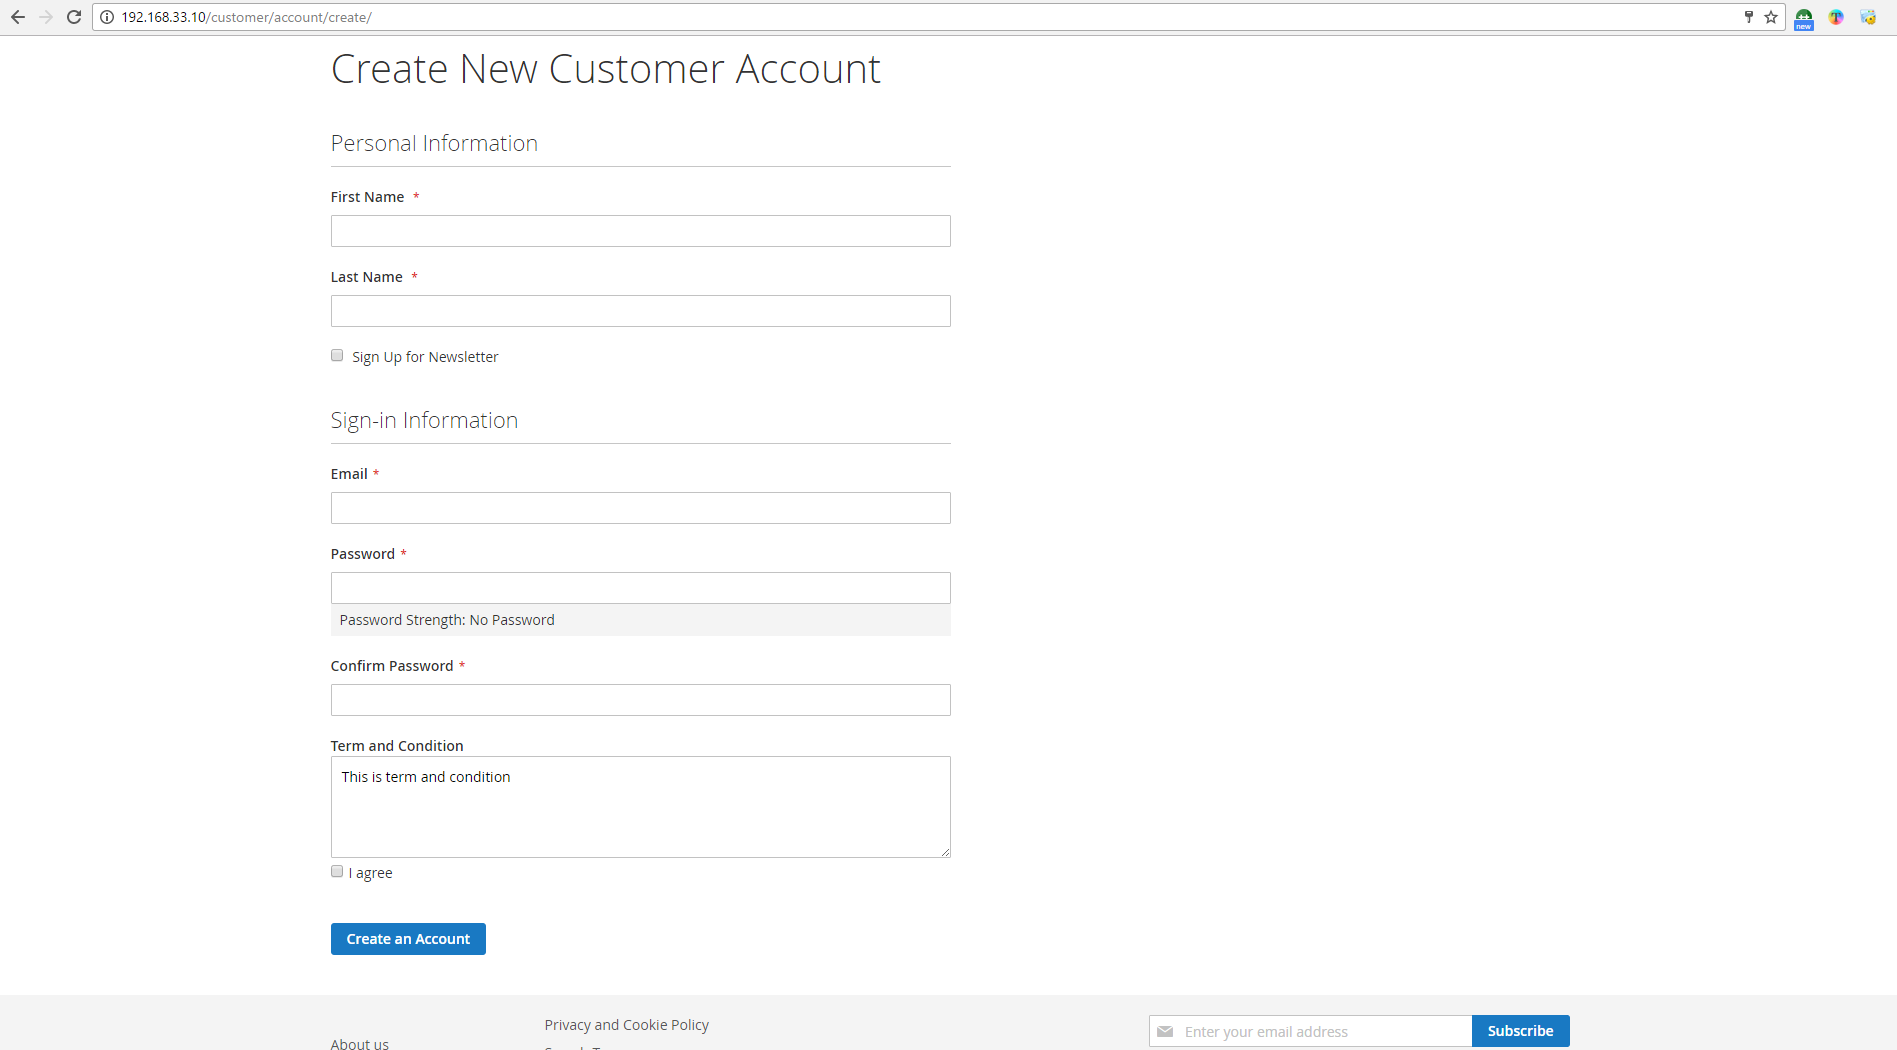 192.168.33.10/customer/account/create/
new
T
Create New Customer Account
Personal Information
First Name *
Last Name *
Sign Up for Newsletter
Sign-in Information
Email *
Password *
Password Strength: No Password
Confirm Password *
Term and Condition
This is term and condition
I agree
Create an Account
Privacy and Cookie Policy
Enter your email address
Subscribe
About us